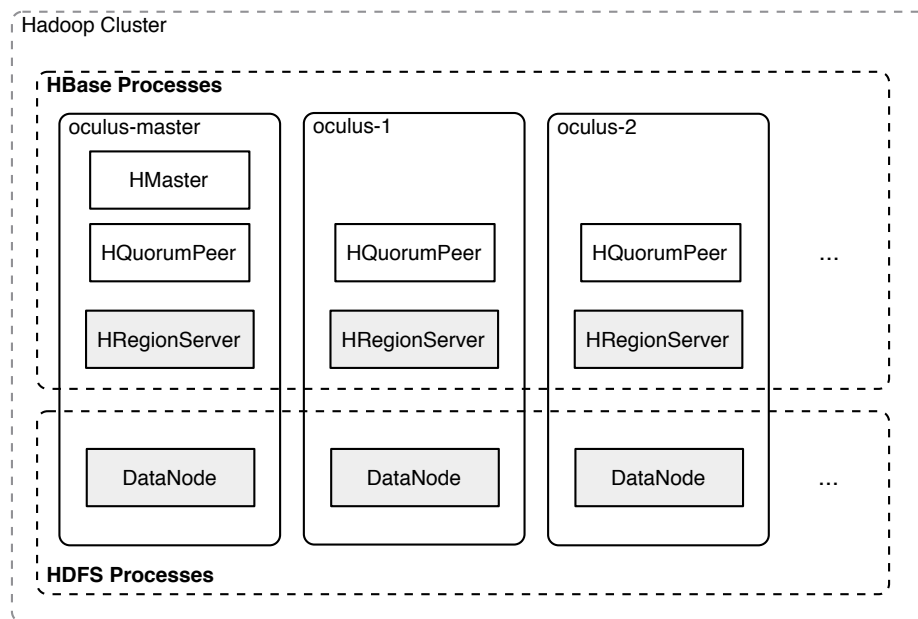 Hadoop Cluster
HBase Processes
oculus-master
oculus-1
oculus-2
HMaster
HQuorumPeer
HQuorumPeer
HQuorumPeer
...
HRegionServer
HRegionServer
HRegionServer
DataNode
DataNode
DataNode
...
HDFS Processes